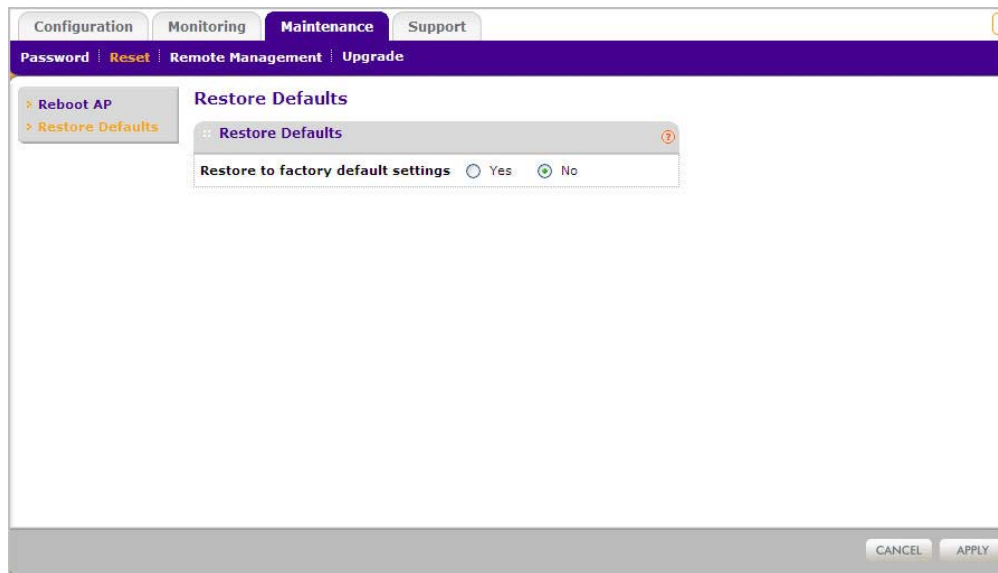 Configuration Monitoring Maintenance Support
Password Reset Remote Management Upgrade
Reboot AP
Restore Defaults
Restore Defaults
Restore Defaults
?
Restore to factory default settings Yes No
CANCEL APPLY